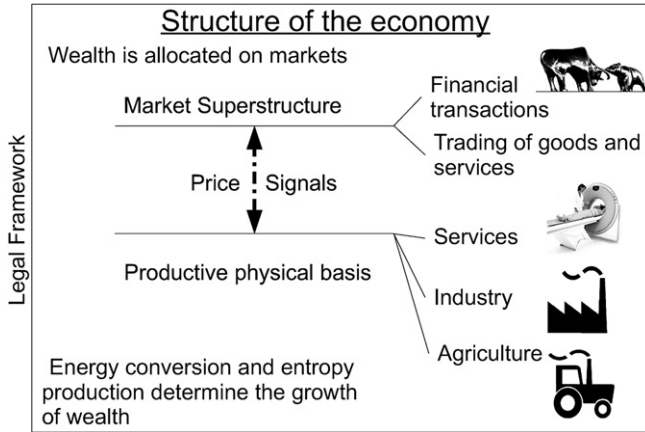 Structure of the economy
Wealth is allocated on markets
Financial
transactions
Market Superstructure
Trading of goods and
services
Price Signals
Legal Framework
Services
Productive physical basis
Industry
Agriculture
Energy conversion and entropy
production determine the growth
of wealth